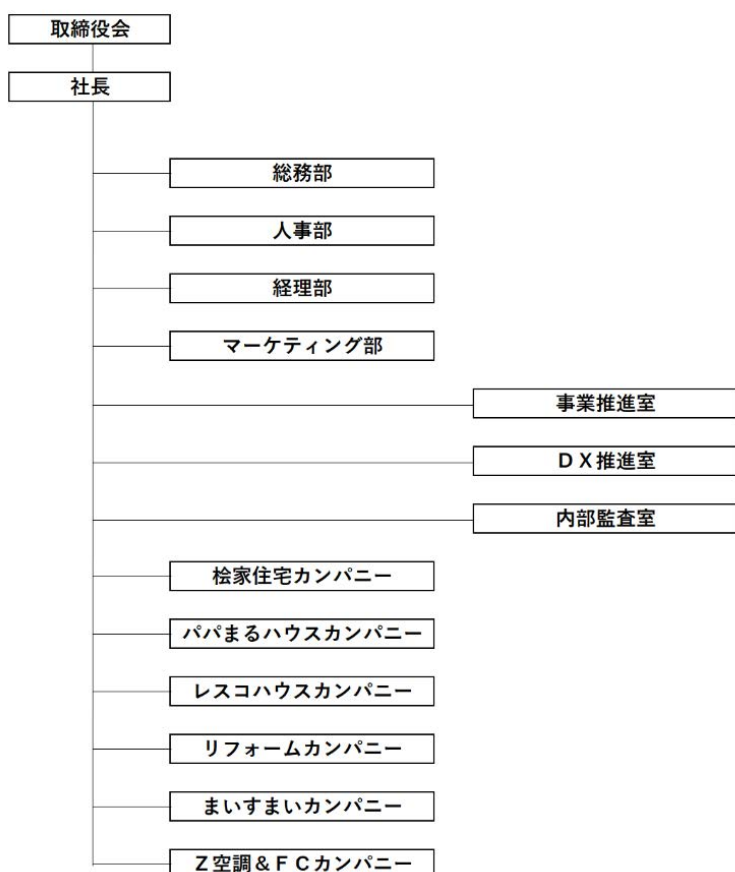 取締役会
社長
総務部
人事部
経理部
マーケティング部
事業推進室
ＤＸ推進室
内部監査室
桧家住宅カンパニー
パパまるハウスカンパニー
レスコハウスカンパニー
リフォームカンパニー
まいすまいカンパニー
Ｚ空調＆ＦＣカンパニー